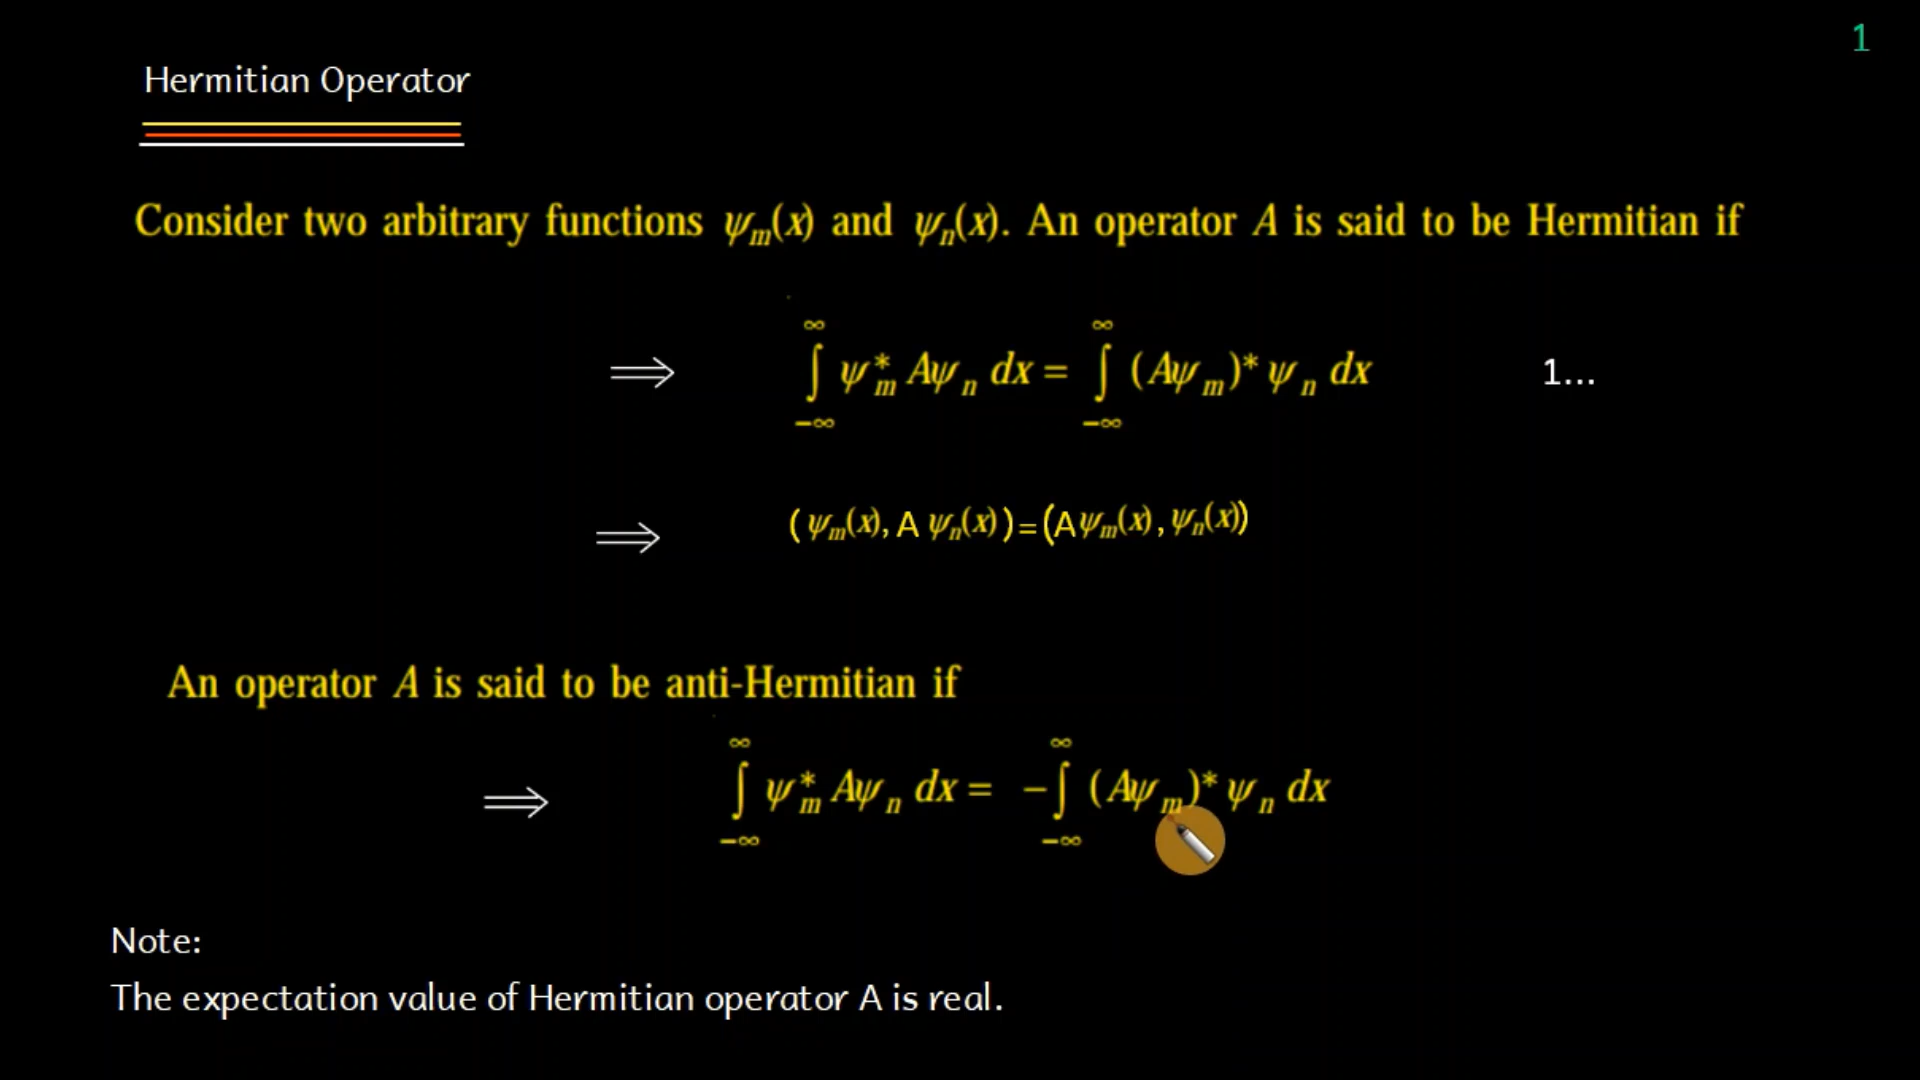 1
Hermitian Operator
Consider two arbitrary functions ψₘ(x) and ψₙ(x). An operator A is said to be Hermitian if
⟹ ∫_{-∞}^{∞} ψ*ₘ Aψₙ dx = ∫_{-∞}^{∞} (Aψₘ)* ψₙ dx 1...
⟹ (ψₘ(x), A ψₙ(x))=(Aψₘ(x), ψₙ(x))
An operator A is said to be anti-Hermitian if
⟹ ∫_{-∞}^{∞} ψ*ₘ Aψₙ dx = -∫_{-∞}^{∞} (Aψₘ)* ψₙ dx
Note:
The expectation value of Hermitian operator A is real.